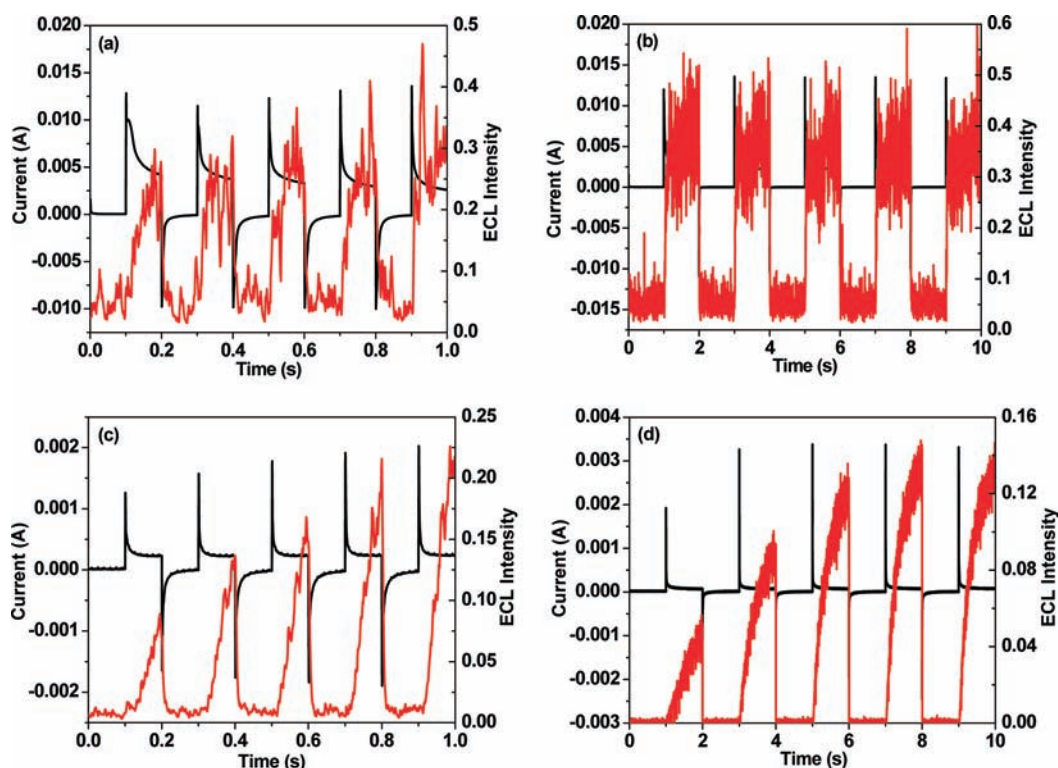 (a)
0.020
0.015
0.010
0.005
0.000
-0.005
-0.010
Current (A)
0.5
0.4
0.3
0.2
0.1
0.0
ECL Intensity
0.0 0.2 0.4 0.6 0.8 1.0
Time (s)
(b)
0.020
0.015
0.010
0.005
0.000
-0.005
-0.010
-0.015
Current (A)
0.6
0.5
0.4
0.3
0.2
0.1
0.0
ECL Intensity
0 2 4 6 8 10
Time (s)
(c)
0.002
0.001
0.000
-0.001
-0.002
Current (A)
0.25
0.20
0.15
0.10
0.05
0.00
ECL Intensity
0.0 0.2 0.4 0.6 0.8 1.0
Time (s)
(d)
0.004
0.003
0.002
0.001
0.000
-0.001
-0.002
-0.003
Current (A)
0.16
0.12
0.08
0.04
0.00
ECL Intensity
0 2 4 6 8 10
Time (s)